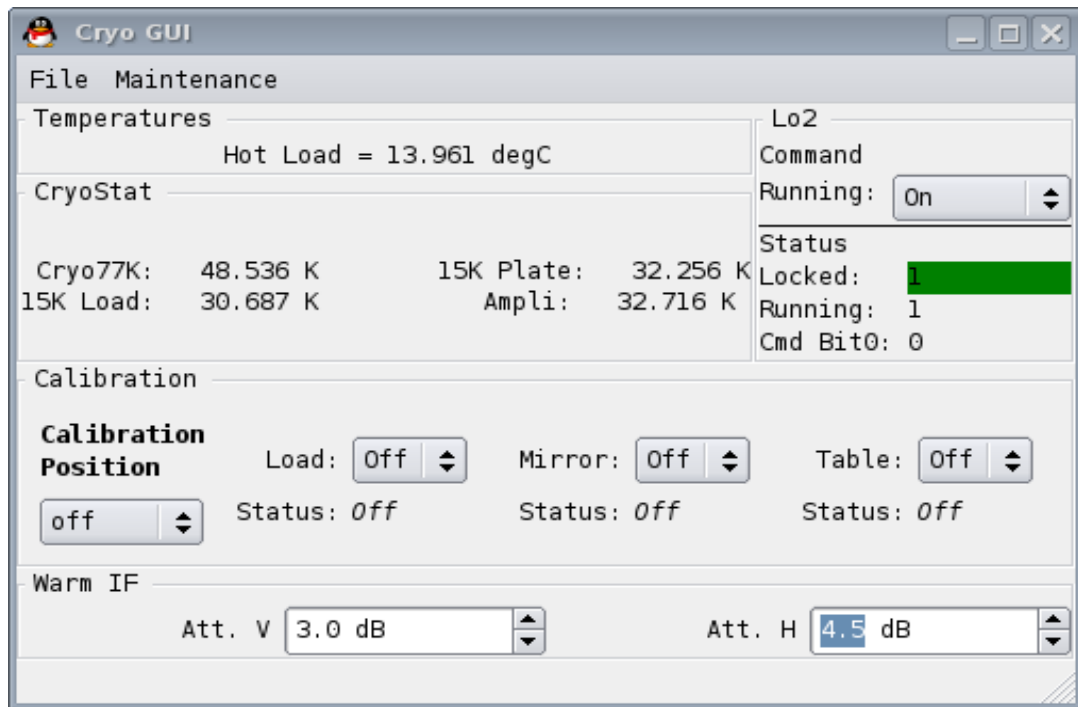 Cryo GUI
File Maintenance
Temperatures
Hot Load = 13.961 degC
CryoStat
Cryo77K: 48.536 K 15K Plate: 32.256 K
15K Load: 30.687 K Ampli: 32.716 K
Lo2
Command
Running: On
Status
Locked: 1
Running: 1
Cmd Bit0: 0
Calibration
Calibration
Position
off
Load: Off Mirror: Off Table: Off
Status: Off Status: Off Status: Off
Warm IF
Att. V 3.0 dB Att. H 4.5 dB